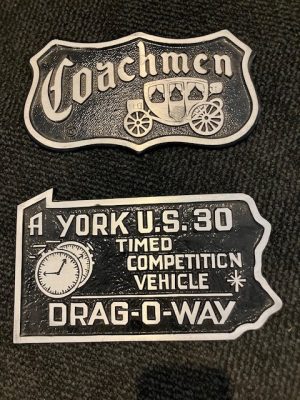 Coachmen
A YORK U.S. 30
TIMED
COMPETITION
VEHICLE
DRAG-O-WAY